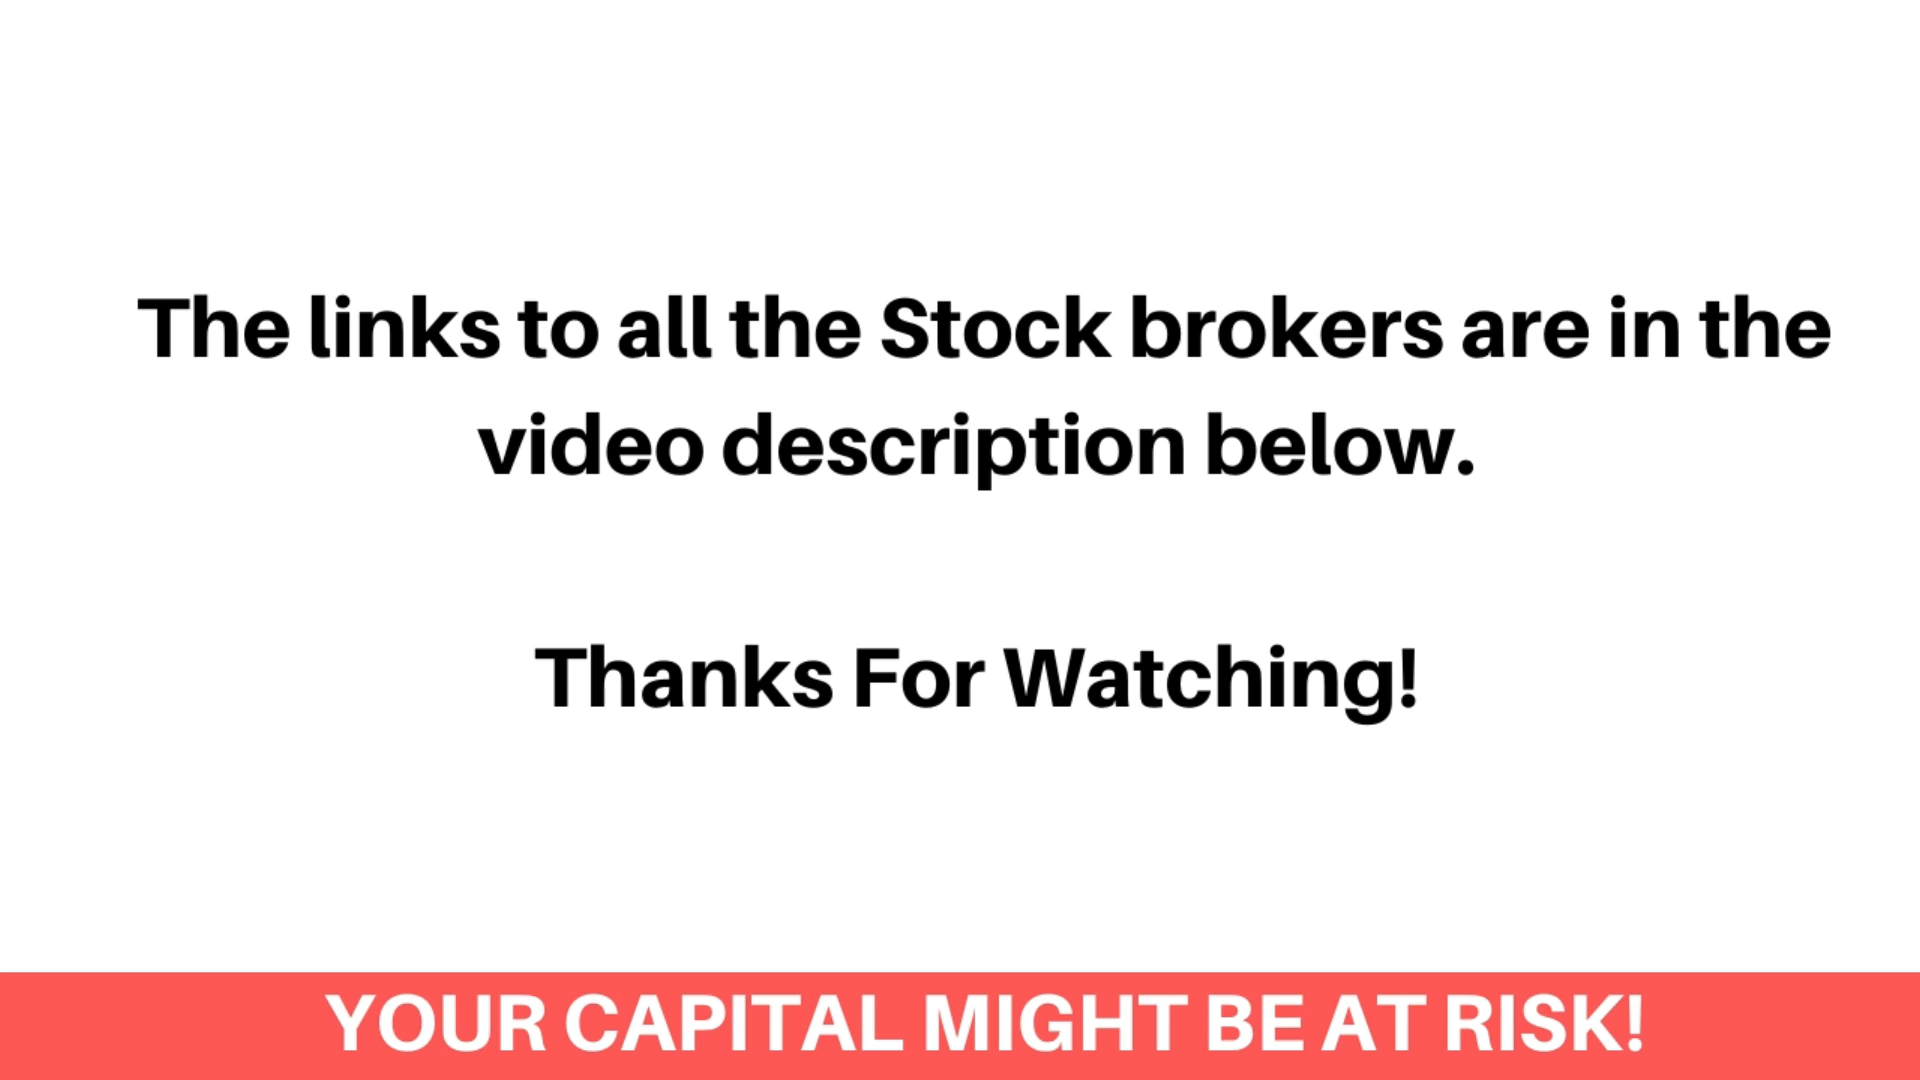 The links to all the Stock brokers are in the
video description below.
Thanks For Watching!
YOUR CAPITAL MIGHT BE AT RISK!